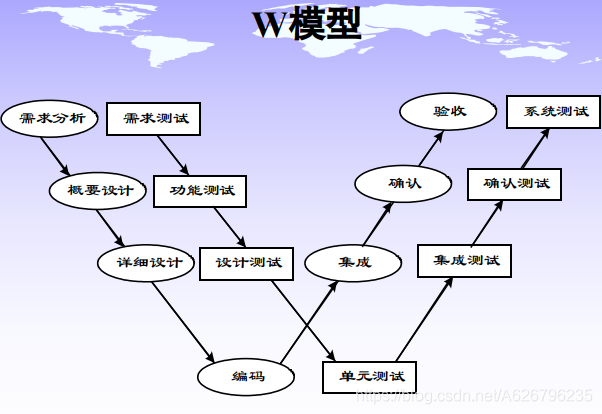 W模型
需求分析
需求测试
验收
系统测试
概要设计
功能测试
确认
确认测试
详细设计
设计测试
集成
集成测试
编码
单元测试
https://blog.csdn.net/A626796235